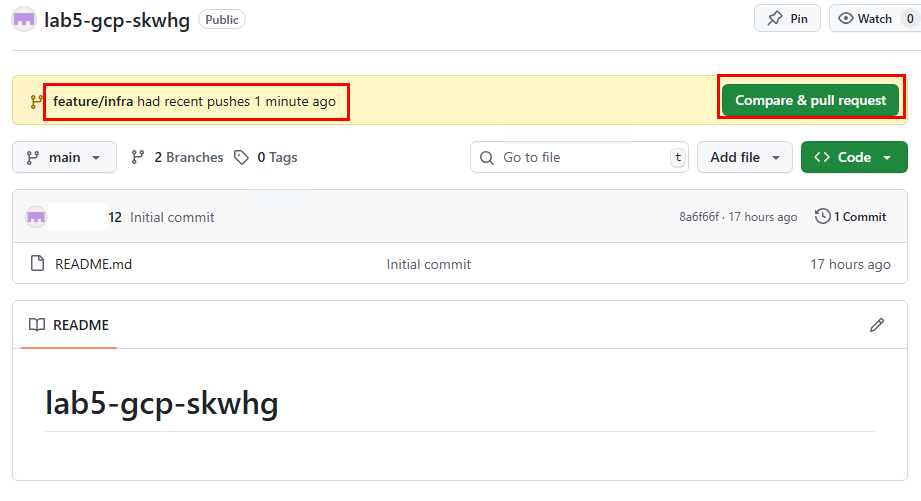 lab5-gcp-skwhg Public Pin Watch 0
feature/infra had recent pushes 1 minute ago Compare & pull request
main 2 Branches 0 Tags Go to file t Add file Code
12 Initial commit 8a6f66f · 17 hours ago 1 Commit
README.md Initial commit 17 hours ago
README
lab5-gcp-skwhg